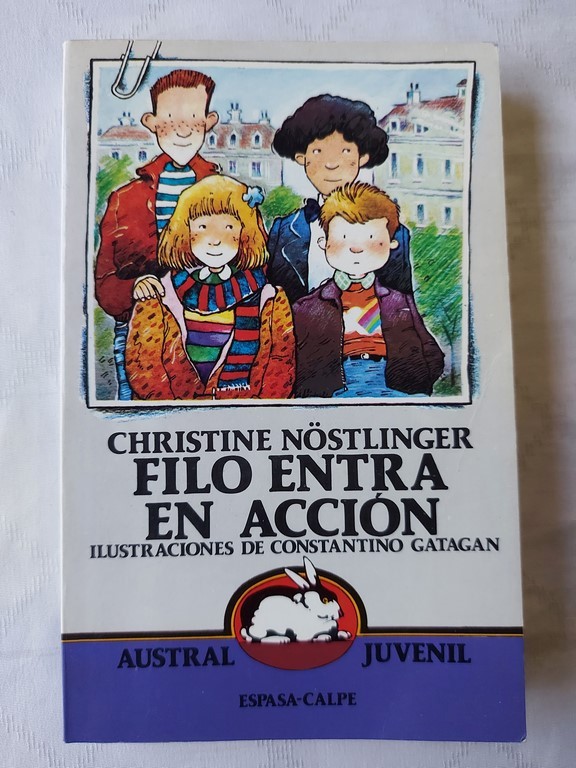 CHRISTINE NÖSTLINGER
FILO ENTRA
EN ACCIÓN
ILUSTRACIONES DE CONSTANTINO GATAGAN
AUSTRAL JUVENIL
ESPASA-CALPE